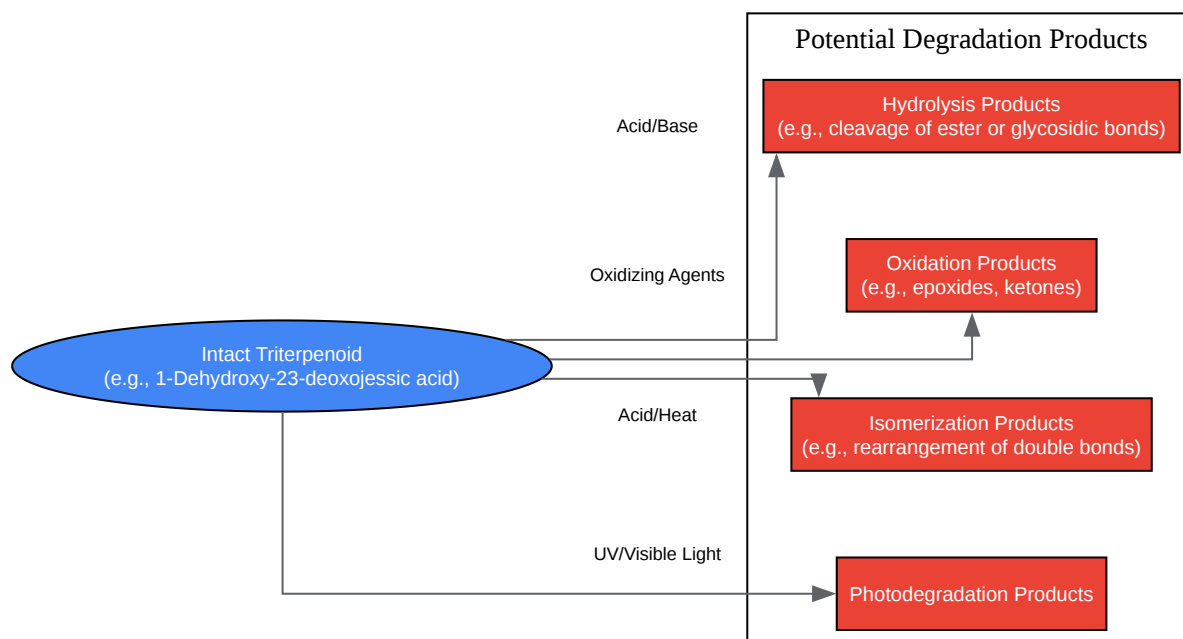 Potential Degradation Products
Acid/Base
Hydrolysis Products
(e.g., cleavage of ester or glycosidic bonds)
Oxidizing Agents
Oxidation Products
(e.g., epoxides, ketones)
Intact Triterpenoid
(e.g., 1-Dehydroxy-23-deoxojessic acid)
Acid/Heat
Isomerization Products
(e.g., rearrangement of double bonds)
UV/Visible Light
Photodegradation Products